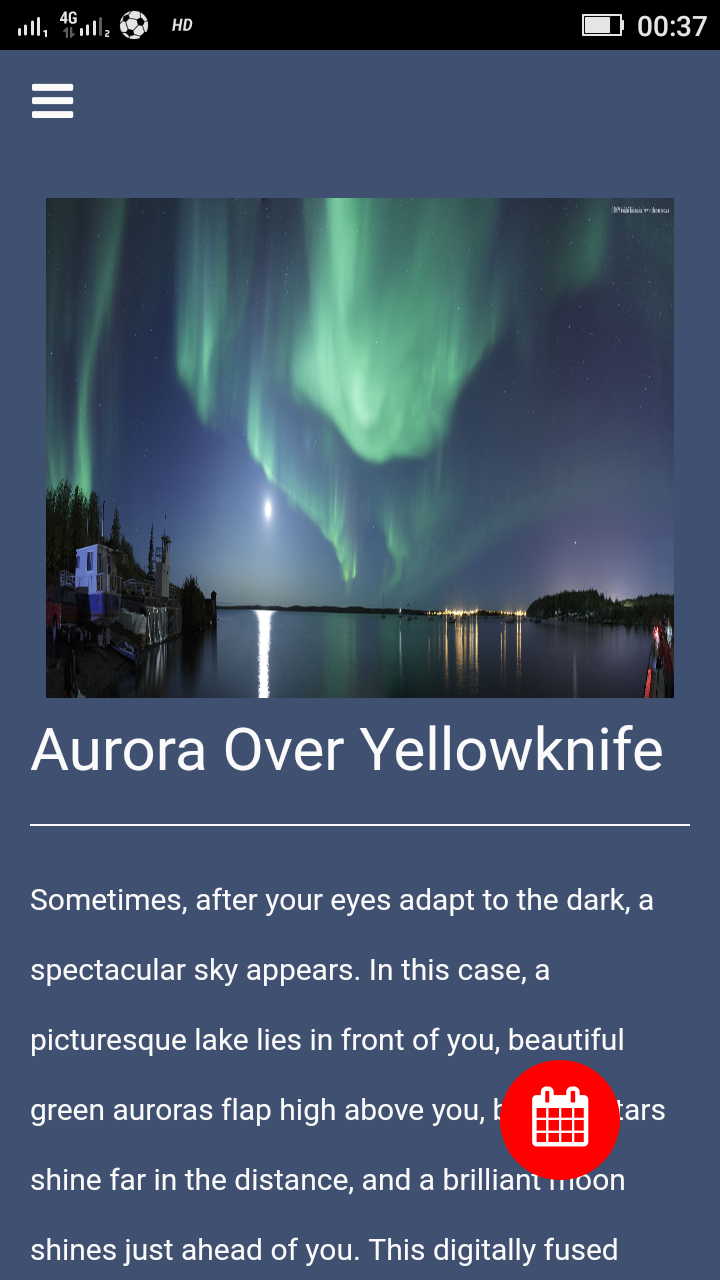 1 4G 2 HD 00:37
Aurora Over Yellowknife
Sometimes, after your eyes adapt to the dark, a
spectacular sky appears. In this case, a
picturesque lake lies in front of you, beautiful
green auroras flap high above you,
shine far in the distance, and a brilliant moon
shines just ahead of you. This digitally fused